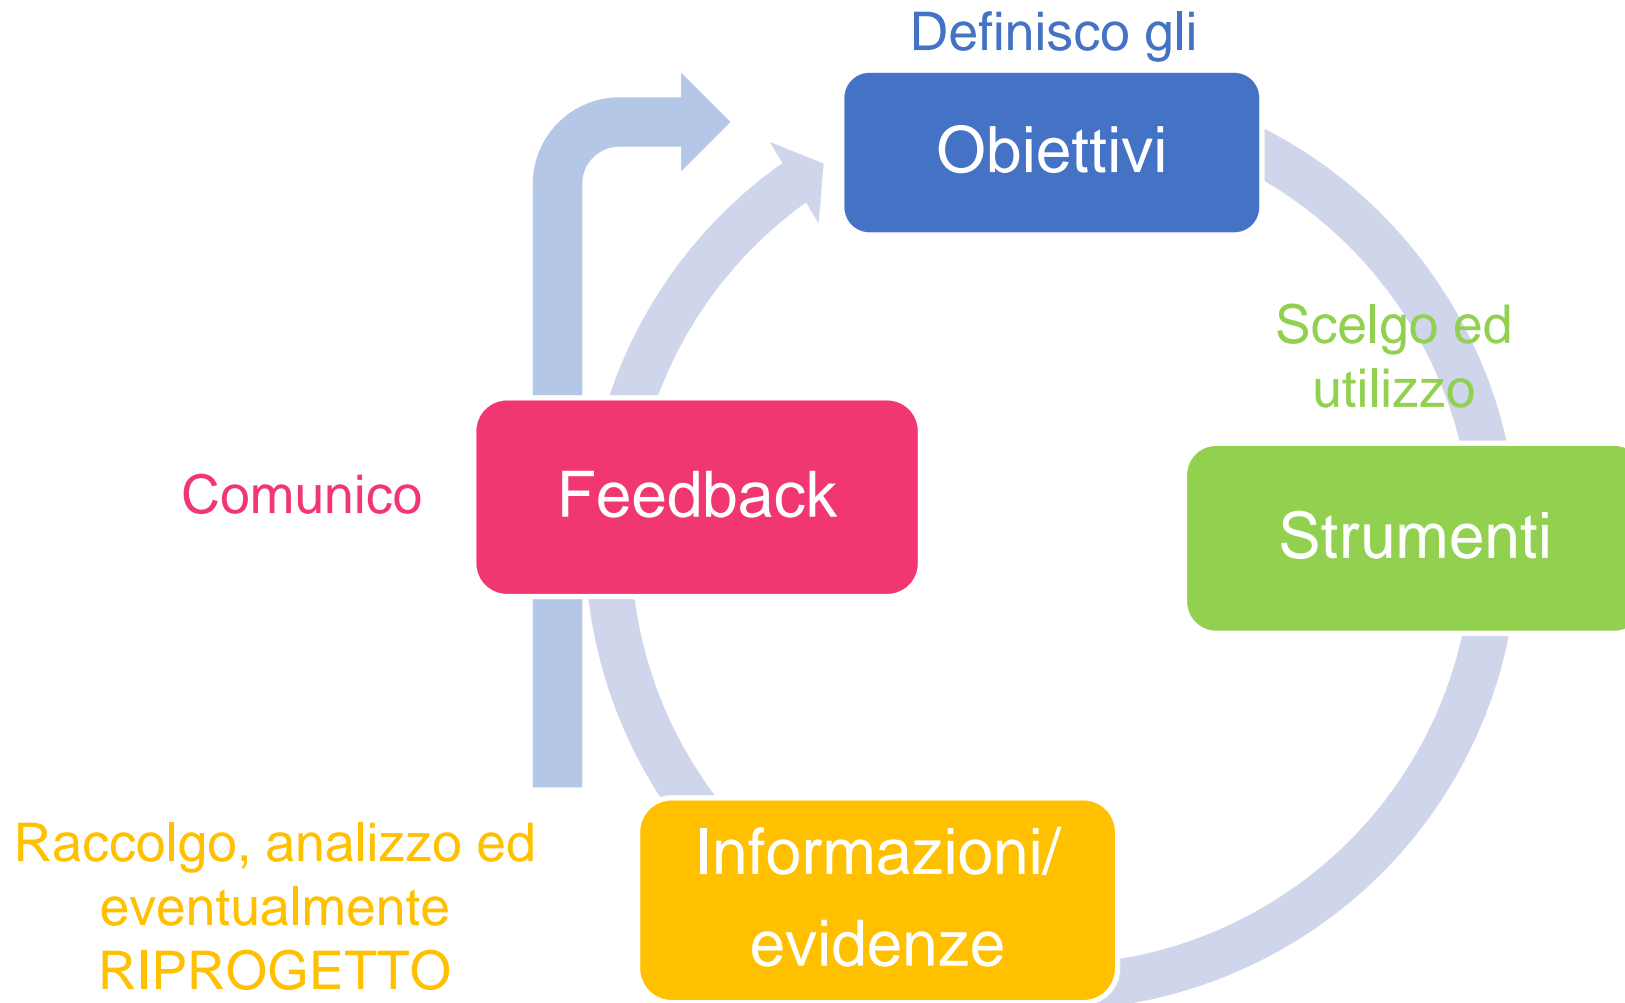 Definisco gli
Obiettivi
Scelgo ed
utilizzo
Strumenti
Comunico
Feedback
Raccolgo, analizzo ed
eventualmente
RIPROGETTO
Informazioni/
evidenze